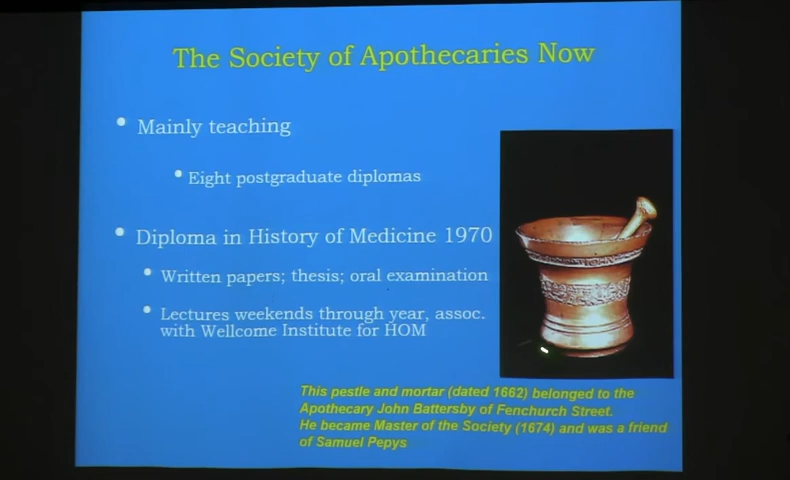 The Society of Apothecaries Now
• Mainly teaching
• Eight postgraduate diplomas
• Diploma in History of Medicine 1970
• Written papers; thesis; oral examination
• Lectures weekends through year, assoc.
with Wellcome Institute for HOM
This pestle and mortar (dated 1662) belonged to the
Apothecary John Battersby of Fenchurch Street.
He became Master of the Society (1674) and was a friend
of Samuel Pepys